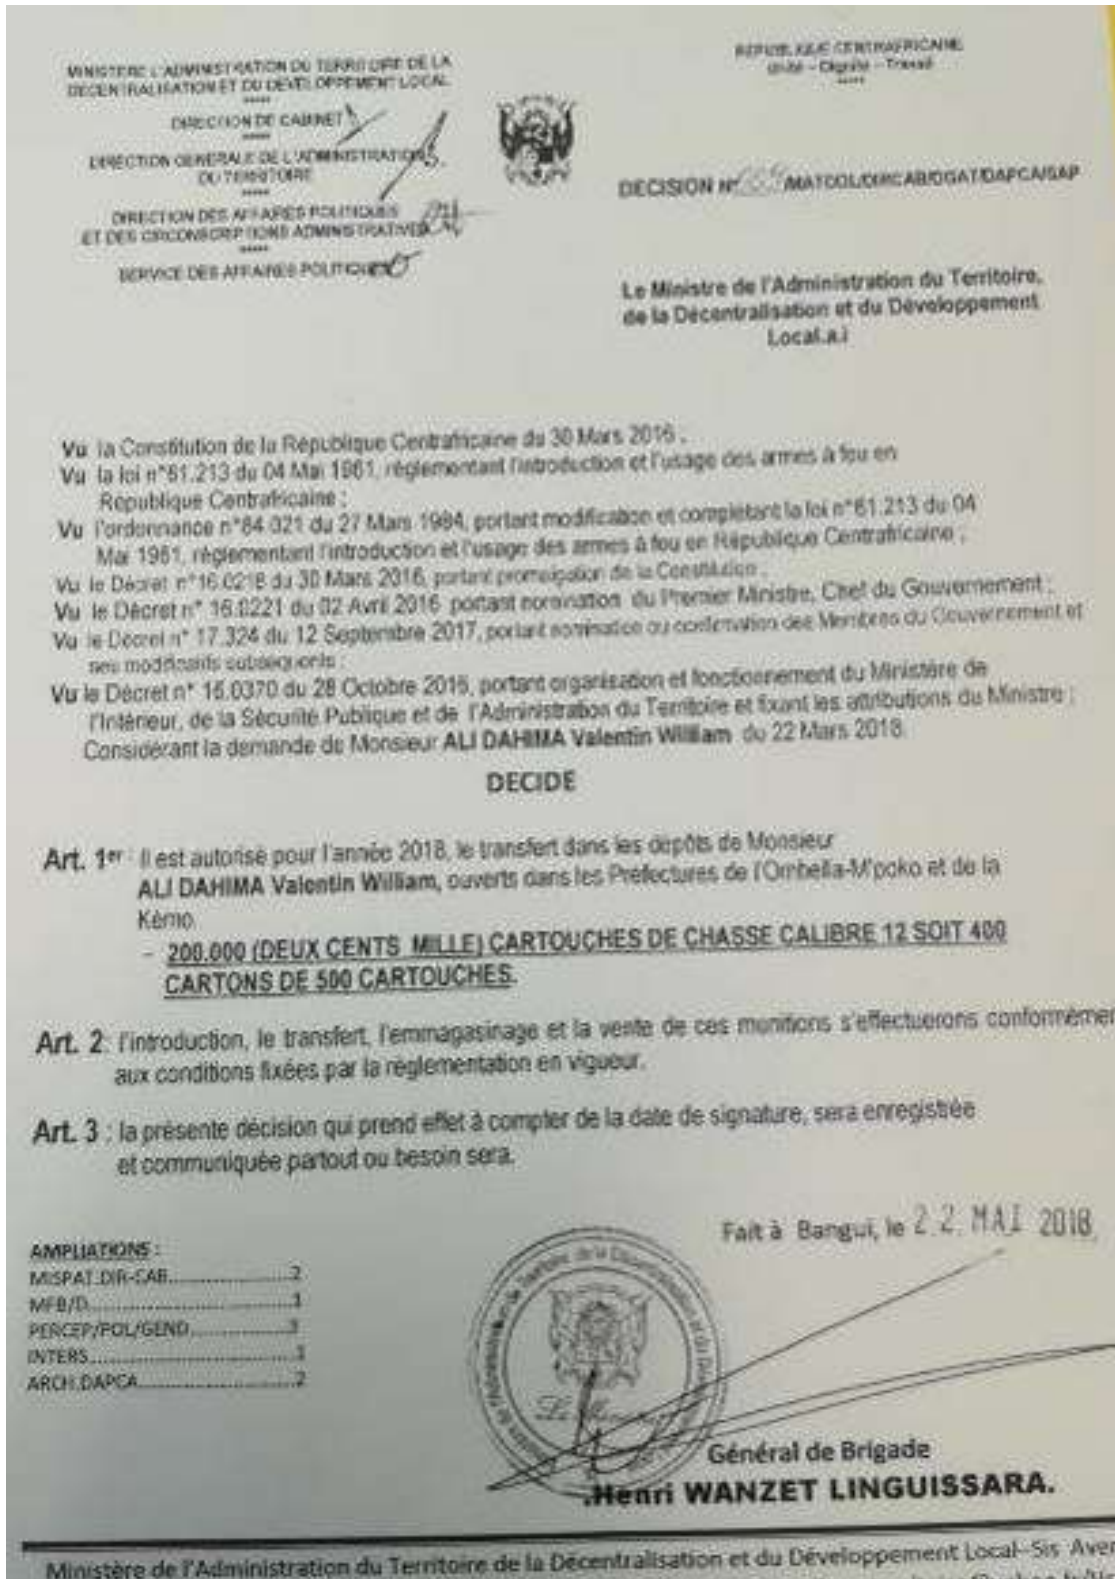 MINISTERE L'ADMINISTRATION DU TERRITOIRE DE LA
DECENTRALISATION ET DU DEVELOPPEMENT LOCAL
*****
DIRECTION DE CABINET
*****
DIRECTION GENERALE DE L'ADMINISTRATION
DU TERRITOIRE
*****
DIRECTION DES AFFAIRES POLITIQUES
ET DES CIRCONSCRIPTIONS ADMINISTRATIVES
*****
SERVICE DES AFFAIRES POLITIQUES
REPUBLIQUE CENTRAFRICAINE
Unité – Dignité – Travail
*****
DECISION N° /MATDDL/DIRCAB/DGAT/DAPCA/SAP
Le Ministre de l'Administration du Territoire,
de la Décentralisation et du Développement
Local.a.i
Vu la Constitution de la République Centrafricaine du 30 Mars 2016 ;
Vu la loi n°61.213 du 04 Mai 1961, réglementant l'introduction et l'usage des armes à feu en
République Centrafricaine ;
Vu l'ordonnance n°84.021 du 27 Mars 1984, portant modification et complétant la loi n°61.213 du 04
Mai 1961, réglementant l'introduction et l'usage des armes à feu en République Centrafricaine ;
Vu le Décret n°16.0218 du 30 Mars 2016, portant promulgation de la Constitution ;
Vu le Décret n° 16.0221 du 02 Avril 2016 portant nomination du Premier Ministre, Chef du Gouvernement ;
Vu le Décret n° 17.324 du 12 Septembre 2017, portant nomination ou confirmation des Membres du Gouvernement et
ses modificatifs subséquents ;
Vu le Décret n° 16.0370 du 28 Octobre 2016, portant organisation et fonctionnement du Ministère de
l'Intérieur, de la Sécurité Publique et de l'Administration du Territoire et fixant les attributions du Ministre ;
Considérant la demande de Monsieur ALI DAHIMA Valentin William du 22 Mars 2018.
DECIDE
Art. 1er : Il est autorisé pour l'année 2018, le transfert dans les dépôts de Monsieur
ALI DAHIMA Valentin William, ouverts dans les Préfectures de l'Ombella-M'poko et de la
Kémo.
- 200.000 (DEUX CENTS MILLE) CARTOUCHES DE CHASSE CALIBRE 12 SOIT 400
CARTONS DE 500 CARTOUCHES.
Art. 2: l'introduction, le transfert, l'emmagasinage et la vente de ces munitions s'effectuerons conformémen
aux conditions fixées par la règlementation en vigueur.
Art. 3 : la présente décision qui prend effet à compter de la date de signature, sera enregistrée
et communiquée partout ou besoin sera.
Fait à Bangui, le 22 MAI 2018
AMPLIATIONS :
MISPAT.DIR-CAB........................2
MFB/D........................................1
PERCEP/POL/GEND....................3
INTERS........................................1
ARCH.DAPCA..............................2
Le Ministre
Général de Brigade
.Henri WANZET LINGUISSARA.
Ministère de l'Administration du Territoire de la Décentralisation et du Développement Local–Sis Aven